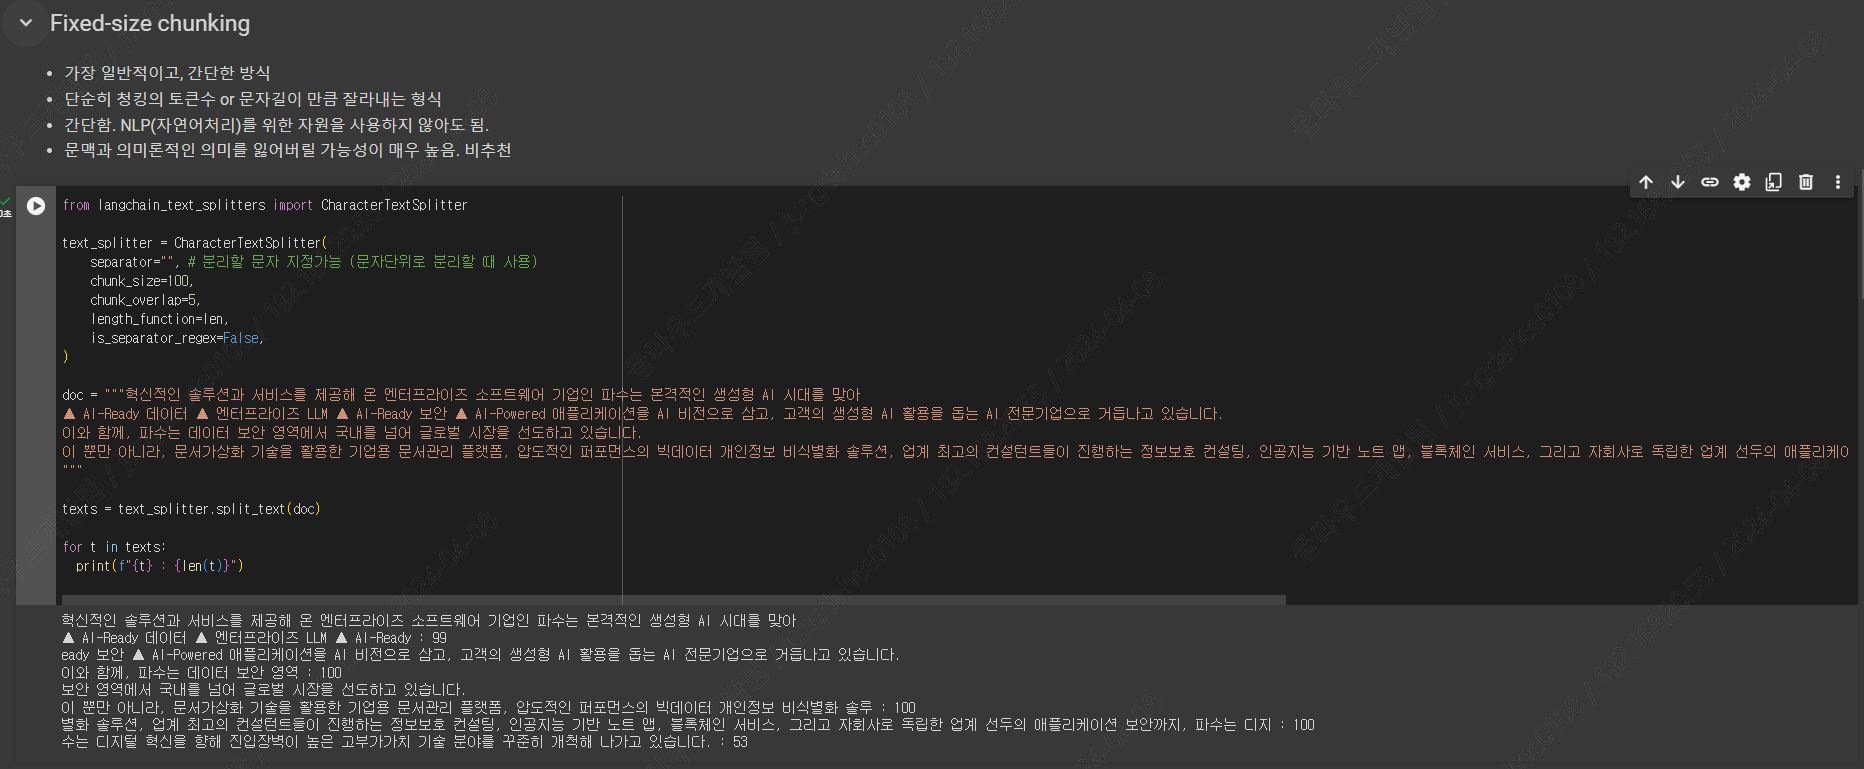 Fixed-size chunking
가장 일반적이고, 간단한 방식
단순히 청킹의 토큰수 or 문자길이 만큼 잘라내는 형식
간단함. NLP(자연어처리)를 위한 자원을 사용하지 않아도 됨.
문맥과 의미론적인 의미를 잃어버릴 가능성이 매우 높음. 비추천
from langchain_text_splitters import CharacterTextSplitter
text_splitter = CharacterTextSplitter(
separator="", # 분리할 문자 지정가능 (문자단위로 분리할 때 사용)
chunk_size=100,
chunk_overlap=5,
length_function=len,
is_separator_regex=False,
)
doc = """혁신적인 솔루션과 서비스를 제공해 온 엔터프라이즈 소프트웨어 기업인 파수는 본격적인 생성형 AI 시대를 맞아
▲ AI-Ready 데이터 ▲ 엔터프라이즈 LLM ▲ AI-Ready 보안 ▲ AI-Powered 애플리케이션을 AI 비전으로 삼고, 고객의 생성형 AI 활용을 돕는 AI 전문기업으로 거듭나고 있습니다.
이와 함께, 파수는 데이터 보안 영역에서 국내를 넘어 글로벌 시장을 선도하고 있습니다.
이 뿐만 아니라, 문서가상화 기술을 활용한 기업용 문서관리 플랫폼, 압도적인 퍼포먼스의 빅데이터 개인정보 비식별화 솔루션, 업계 최고의 컨설턴트들이 진행하는 정보보호 컨설팅, 인공지능 기반 노트 앱, 블록체인 서비스, 그리고 자회사로 독립한 업계 선두의 애플리케이
"""
texts = text_splitter.split_text(doc)
for t in texts:
print(f"{t} : {len(t)}")
혁신적인 솔루션과 서비스를 제공해 온 엔터프라이즈 소프트웨어 기업인 파수는 본격적인 생성형 AI 시대를 맞아
▲ AI-Ready 데이터 ▲ 엔터프라이즈 LLM ▲ AI-Ready : 99
eady 보안 ▲ AI-Powered 애플리케이션을 AI 비전으로 삼고, 고객의 생성형 AI 활용을 돕는 AI 전문기업으로 거듭나고 있습니다.
이와 함께, 파수는 데이터 보안 영역 : 100
보안 영역에서 국내를 넘어 글로벌 시장을 선도하고 있습니다.
이 뿐만 아니라, 문서가상화 기술을 활용한 기업용 문서관리 플랫폼, 압도적인 퍼포먼스의 빅데이터 개인정보 비식별화 솔루 : 100
별화 솔루션, 업계 최고의 컨설턴트들이 진행하는 정보보호 컨설팅, 인공지능 기반 노트 앱, 블록체인 서비스, 그리고 자회사로 독립한 업계 선두의 애플리케이션 보안까지, 파수는 디지 : 100
수는 디지털 혁신을 향해 진입장벽이 높은 고부가가치 기술 분야를 꾸준히 개척해 나가고 있습니다. : 53